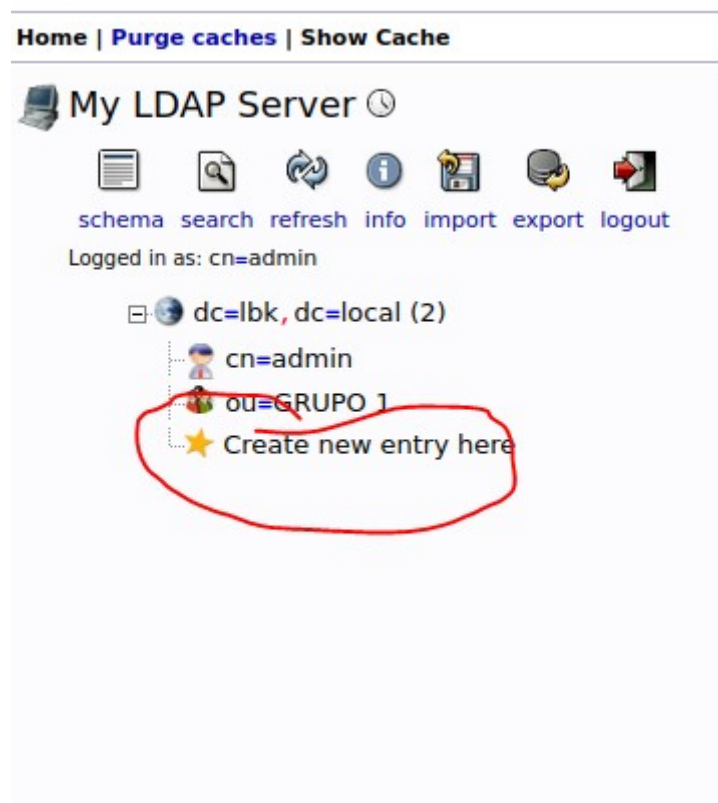 Home | Purge caches | Show Cache
My LDAP Server
schema search refresh info import export logout
Logged in as: cn=admin
dc=lbk,dc=local (2)
cn=admin
ou=GRUPO 1
Create new entry here